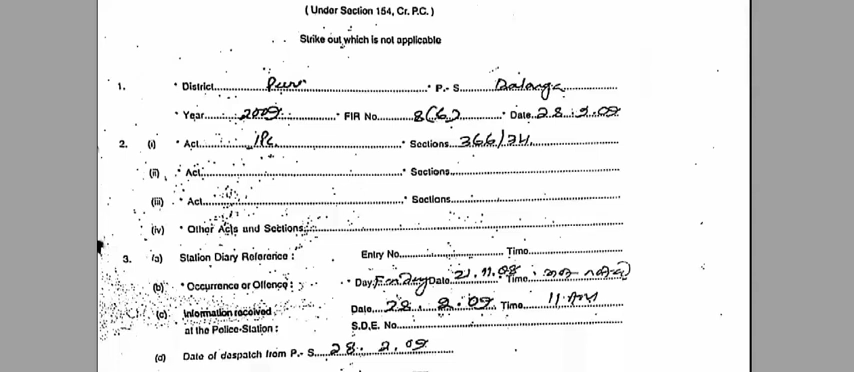 ( Under Section 154, Cr. P.C. )
Strike out which is not applicable
1. * District.......Puri.......* P.- S.......Balanga.......
* Year.......2009.......* FIR No.......8(6).......* Date..28.2.09
2. (i) * Act.......IPC.......* Sections...366/34.......
(ii) * Act..............* Sections..............
(iii) * Act..............* Sections..............
(iv) * Other Acts and Sections..............
3. (a) Station Diary Reference : Entry No..............Time..............
(b) * Occurrence or Offence : * Day.Friday Date 21.11.08 Time.
(c) Information received Date...28.2.09 Time...11 AM
at the Police-Station : S.D.E. No..............
(d) Date of despatch from P.- S....28.2.09.......